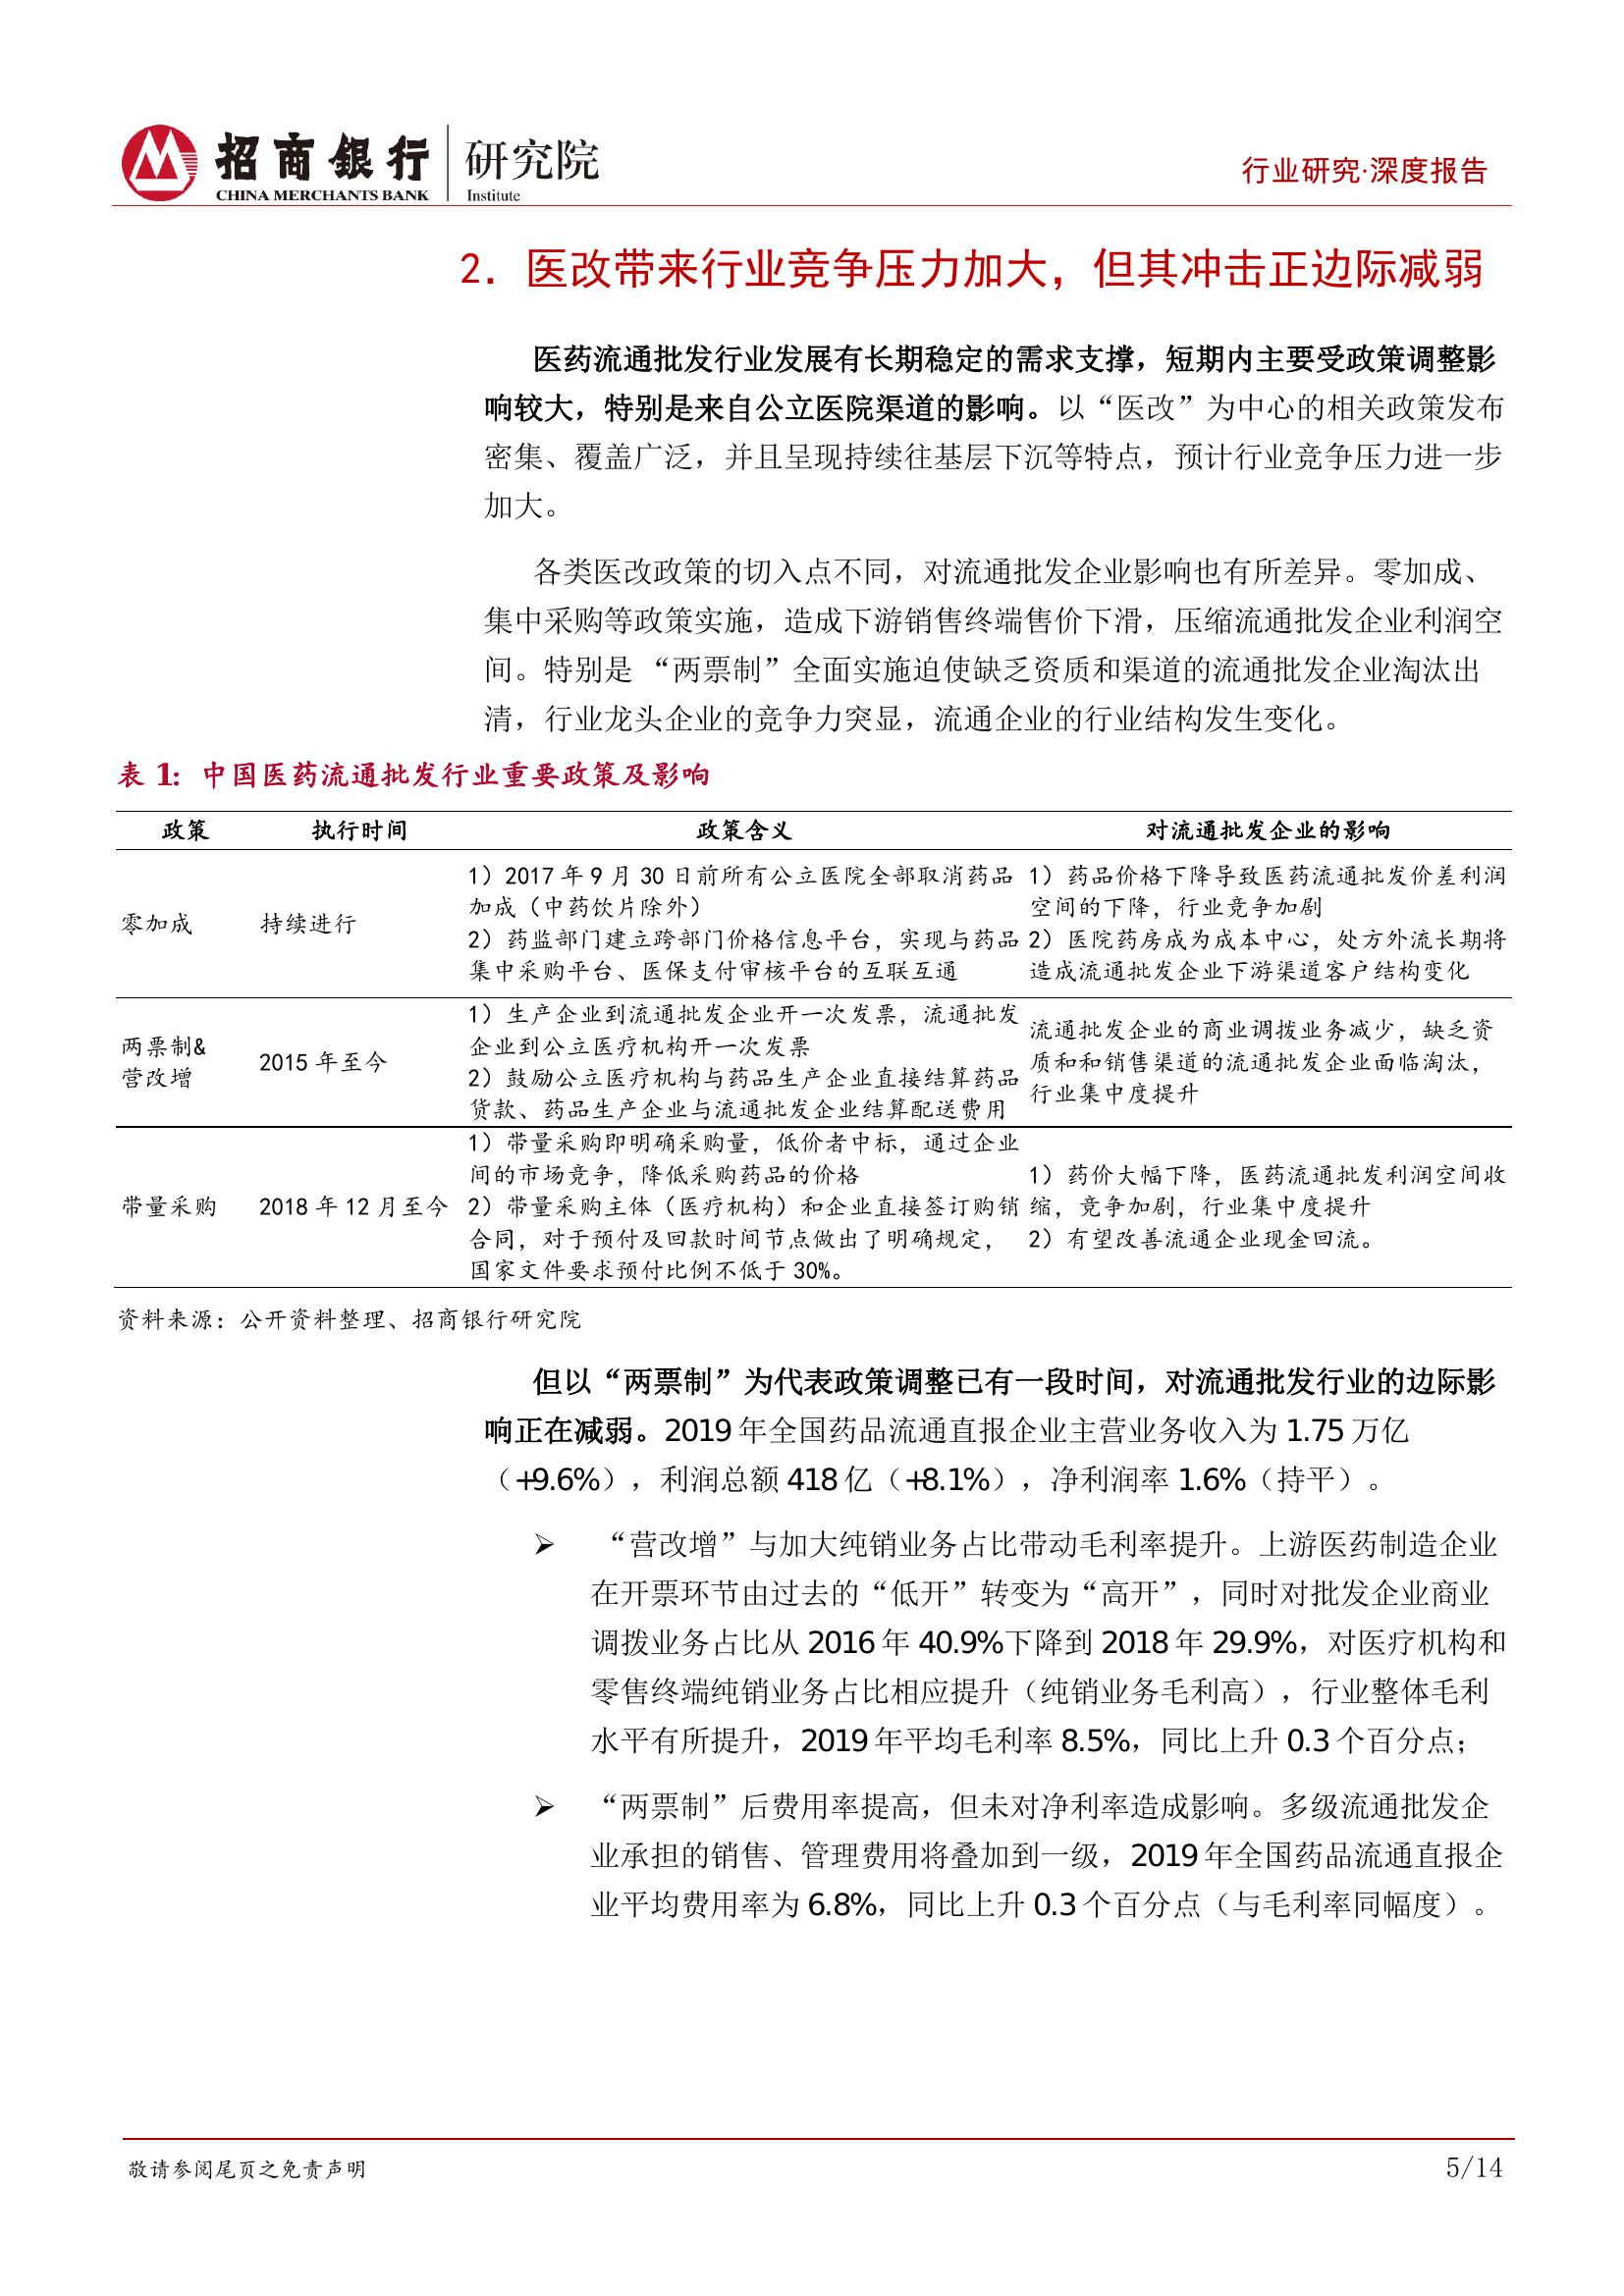 招商银行 研究院
CHINA MERCHANTS BANK Institute
行业研究·深度报告
2. 医改带来行业竞争压力加大，但其冲击正边际减弱
医药流通批发行业发展有长期稳定的需求支撑，短期内主要受政策调整影
响较大，特别是来自公立医院渠道的影响。以“医改”为中心的相关政策发布
密集、覆盖广泛，并且呈现持续往基层下沉等特点，预计行业竞争压力进一步
加大。
各类医改政策的切入点不同，对流通批发企业影响也有所差异。零加成、
集中采购等政策实施，造成下游销售终端售价下滑，压缩流通批发企业利润空
间。特别是 “两票制”全面实施迫使缺乏资质和渠道的流通批发企业淘汰出
清，行业龙头企业的竞争力突显，流通企业的行业结构发生变化。
表 1: 中国医药流通批发行业重要政策及影响
政策 执行时间 政策含义 对流通批发企业的影响
零加成
持续进行
1）2017 年 9 月 30 日前所有公立医院全部取消药品
加成（中药饮片除外）
2）药监部门建立跨部门价格信息平台，实现与药品
集中采购平台、医保支付审核平台的互联互通
1）药品价格下降导致医药流通批发价差利润
空间的下降，行业竞争加剧
2）医院药房成为成本中心，处方外流长期将
造成流通批发企业下游渠道客户结构变化
两票制&
营改增
2015 年至今
1）生产企业到流通批发企业开一次发票，流通批发
企业到公立医疗机构开一次发票
2）鼓励公立医疗机构与药品生产企业直接结算药品
货款、药品生产企业与流通批发企业结算配送费用
流通批发企业的商业调拨业务减少，缺乏资
质和和销售渠道的流通批发企业面临淘汰，
行业集中度提升
带量采购
2018 年 12 月至今
1）带量采购即明确采购量，低价者中标，通过企业
间的市场竞争，降低采购药品的价格
2）带量采购主体（医疗机构）和企业直接签订购销
合同，对于预付及回款时间节点做出了明确规定，
国家文件要求预付比例不低于 30%。
1）药价大幅下降，医药流通批发利润空间收
缩，竞争加剧，行业集中度提升
2）有望改善流通企业现金回流。
资料来源：公开资料整理、招商银行研究院
但以“两票制”为代表政策调整已有一段时间，对流通批发行业的边际影
响正在减弱。2019 年全国药品流通直报企业主营业务收入为 1.75 万亿
（+9.6%），利润总额 418 亿（+8.1%），净利润率 1.6%（持平）。
➢ “营改增”与加大纯销业务占比带动毛利率提升。上游医药制造企业
在开票环节由过去的“低开”转变为“高开”，同时对批发企业商业
调拨业务占比从 2016 年 40.9%下降到 2018 年 29.9%，对医疗机构和
零售终端纯销业务占比相应提升（纯销业务毛利高），行业整体毛利
水平有所提升，2019 年平均毛利率 8.5%，同比上升 0.3 个百分点；
➢ “两票制”后费用率提高，但未对净利率造成影响。多级流通批发企
业承担的销售、管理费用将叠加到一级，2019 年全国药品流通直报企
业平均费用率为 6.8%，同比上升 0.3 个百分点（与毛利率同幅度）。
敬请参阅尾页之免责声明
5/14